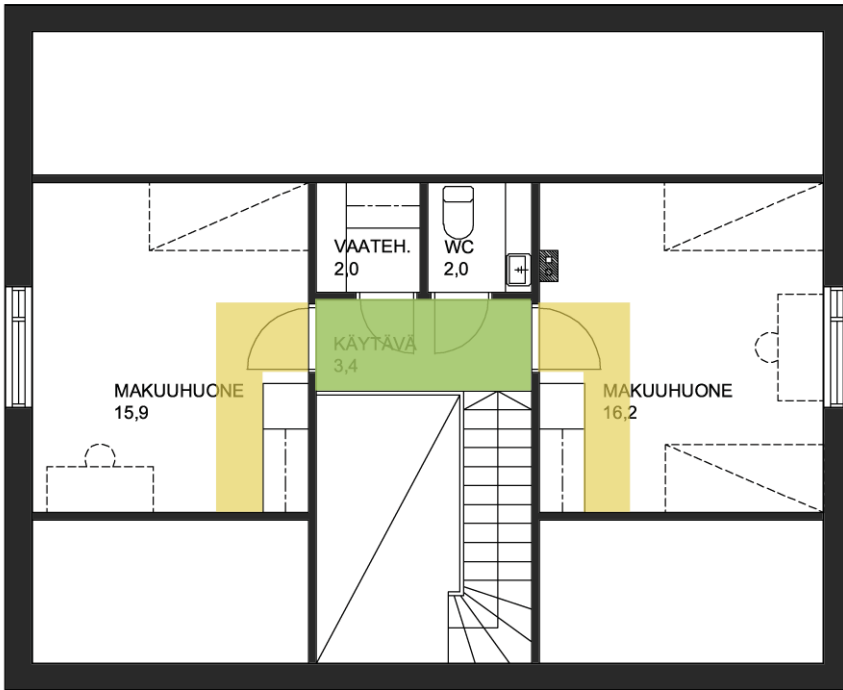 VAATEH.
2,0
WC
2,0
KÄYTÄVÄ
3,4
MAKUUHUONE
15,9
MAKUUHUONE
16,2